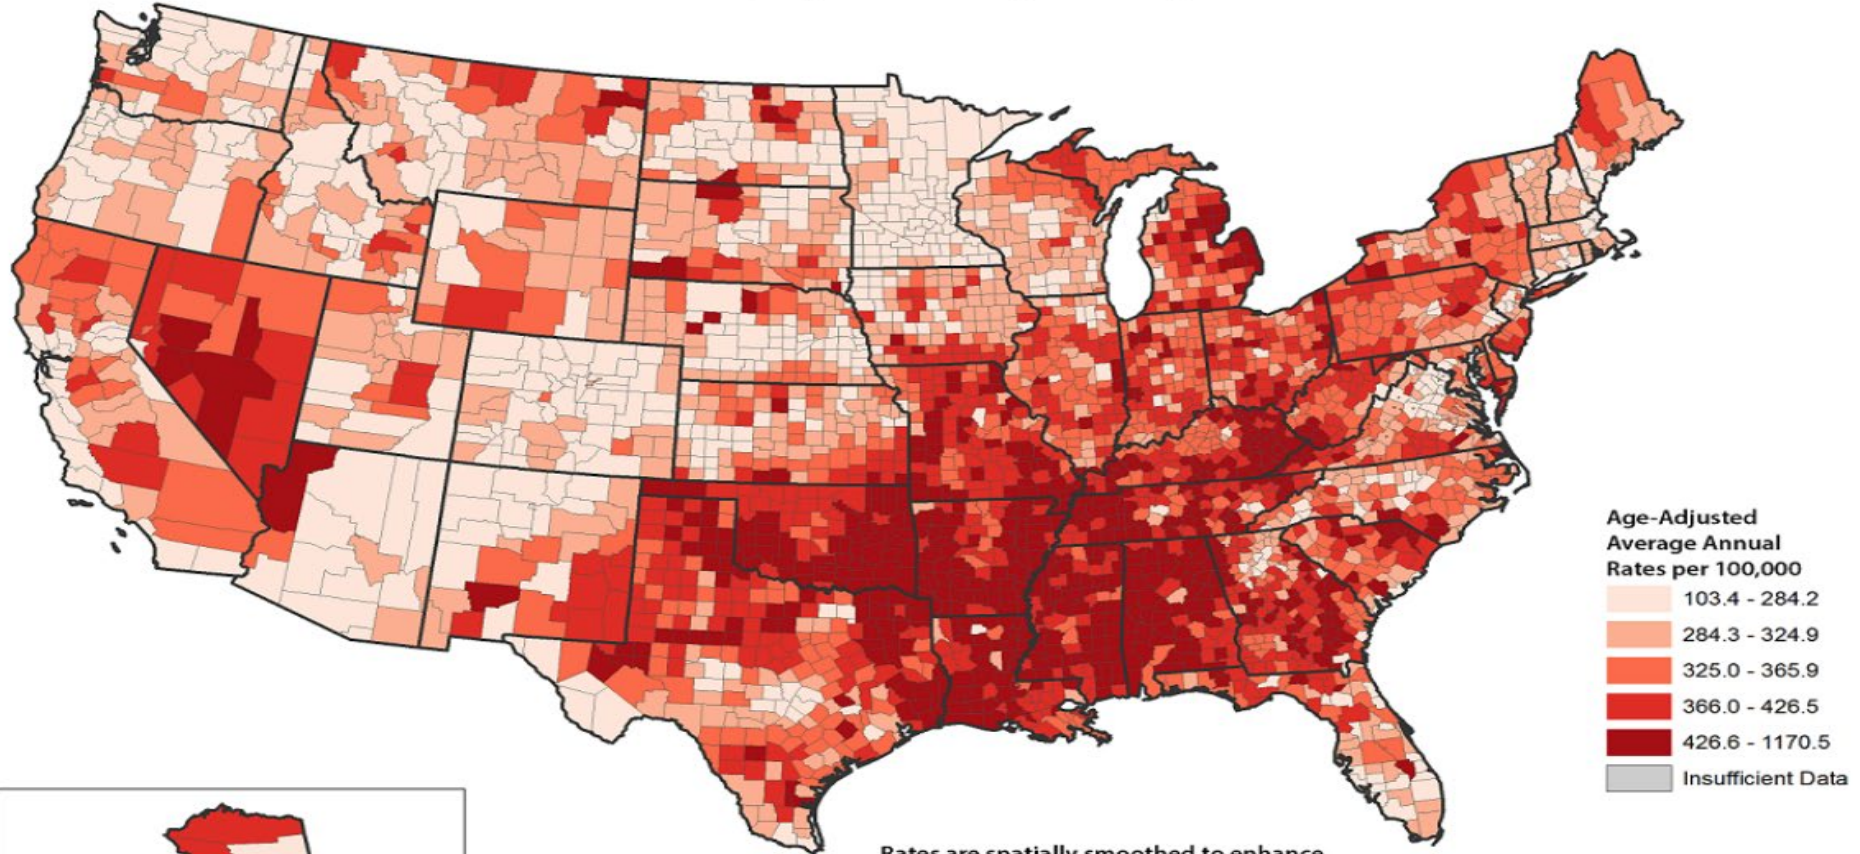 Age-Adjusted
Average Annual
Rates per 100,000
103.4 - 284.2
284.3 - 324.9
325.0 - 365.9
366.0 - 426.5
426.6 - 1170.5
Insufficient Data
Rates are spatially smoothed to enhance